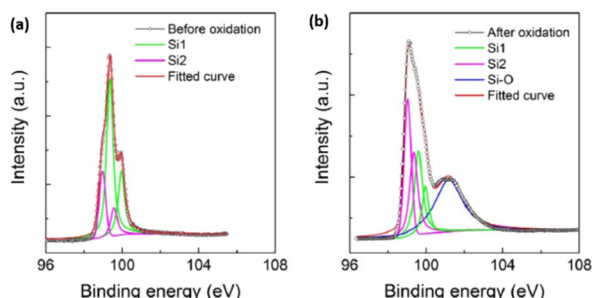 (a)
Before oxidation
Si1
Si2
Fitted curve
Intensity (a.u.)
96 100 104 108
Binding energy (eV)
(b)
After oxidation
Si1
Si2
Si-O
Fitted curve
Intensity (a.u.)
96 100 104 108
Binding energy (eV)